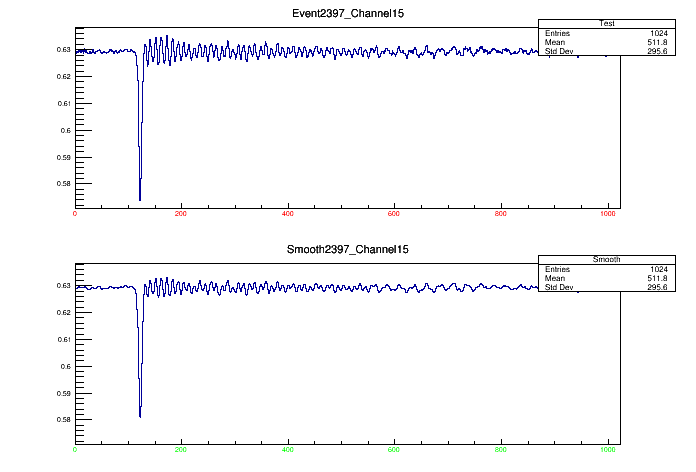 Event2397_Channel15
Test
Entries 1024
Mean 511.8
Std Dev 295.6
0.63
0.62
0.61
0.6
0.59
0.58
0 200 400 600 800 1000
Smooth2397_Channel15
Smooth
Entries 1024
Mean 511.8
Std Dev 295.6
0.63
0.62
0.61
0.6
0.59
0.58
0 200 400 600 800 1000